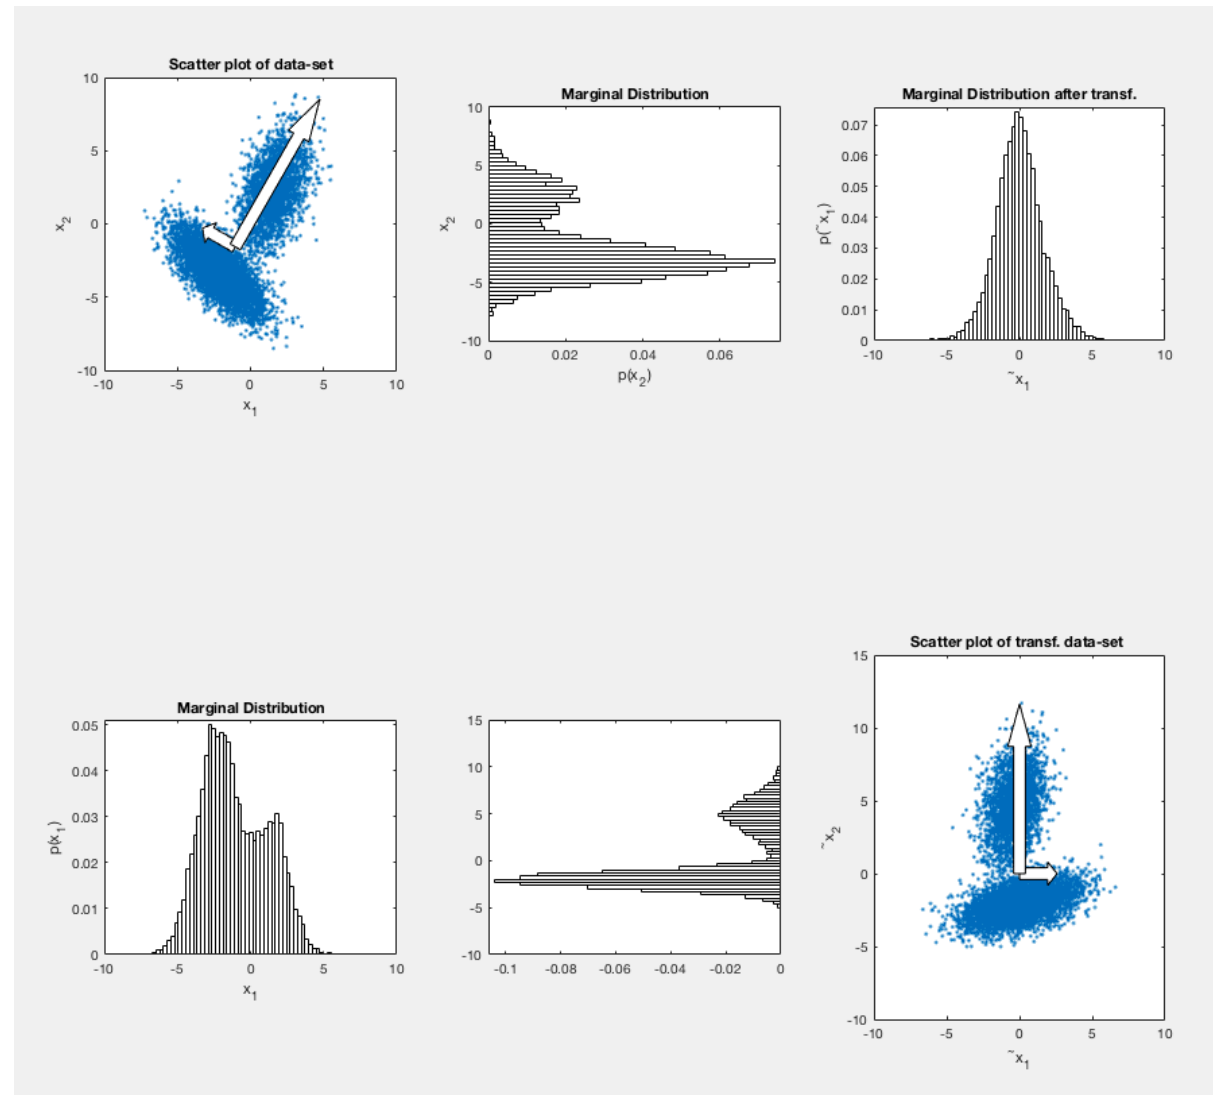 Scatter plot of data-set
10
5
0
-5
-10
x2
-10 -5 0 5 10
x1
Marginal Distribution
10
5
0
-5
-10
x2
0 0.02 0.04 0.06
p(x2)
Marginal Distribution after transf.
0.07
0.06
0.05
0.04
0.03
0.02
0.01
0
p(~x1)
-10 -5 0 5 10
~x1
Marginal Distribution
0.05
0.04
0.03
0.02
0.01
0
p(x1)
-10 -5 0 5 10
x1
15
10
5
0
-5
-10
-0.1 -0.08 -0.06 -0.04 -0.02 0
Scatter plot of transf. data-set
15
10
5
0
-5
-10
~x2
-10 -5 0 5 10
~x1